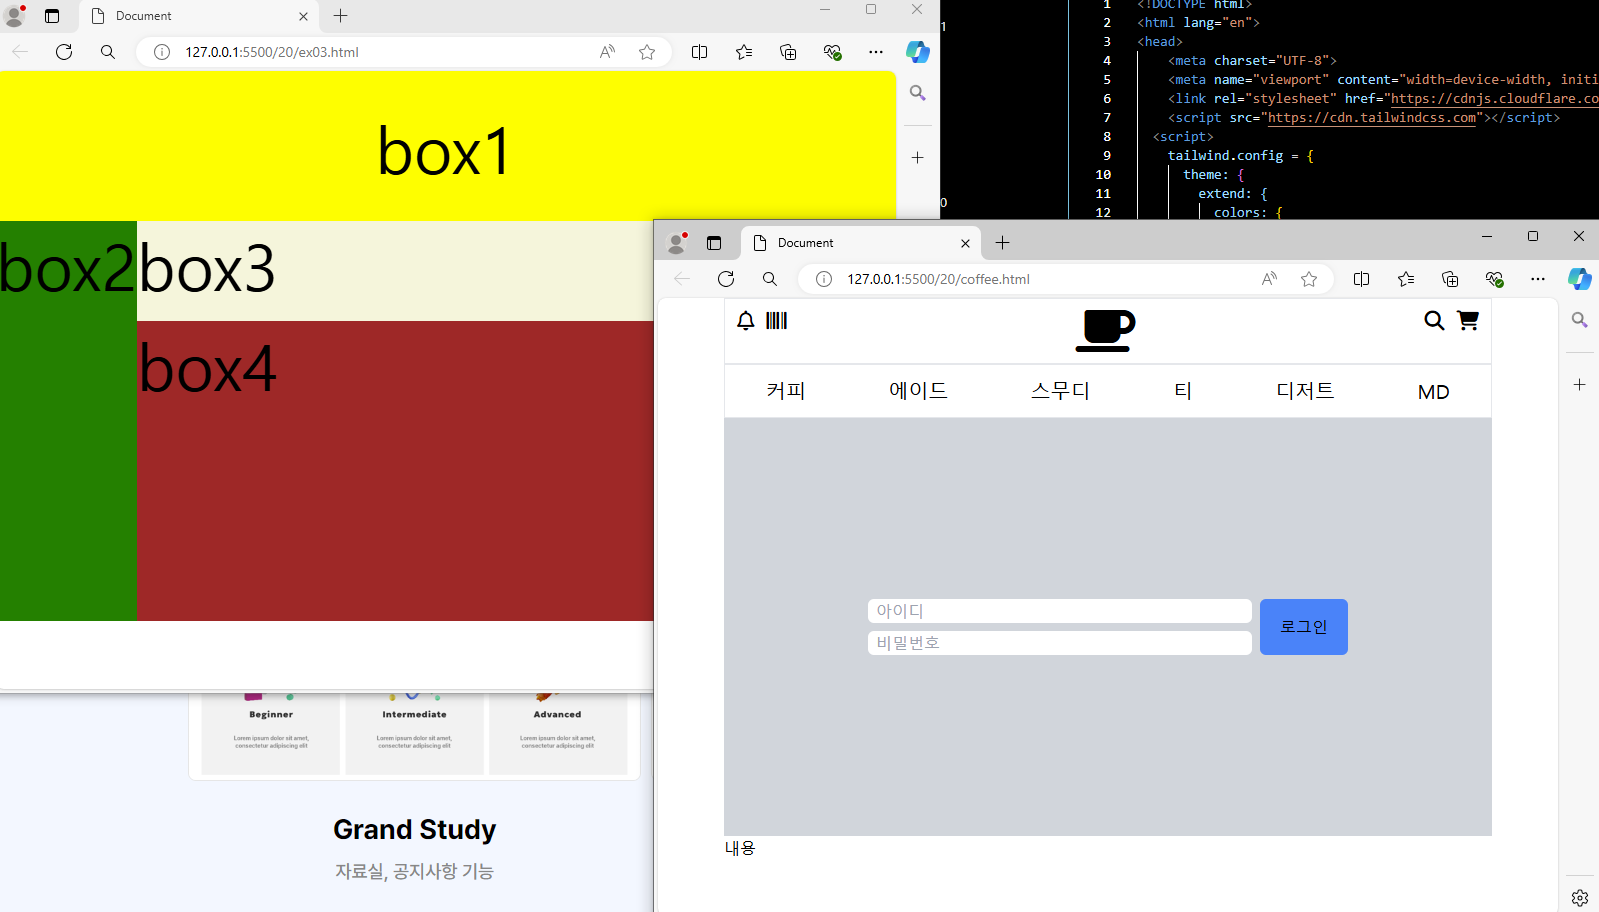 Document
127.0.0.1:5500/20/ex03.html
box1
box2
box3
box4
1
0
1 <!DOCTYPE html>
2 <html lang="en">
3 <head>
4 <meta charset="UTF-8">
5 <meta name="viewport" content="width=device-width, initi
6 <link rel="stylesheet" href="https://cdnjs.cloudflare.co
7 <script src="https://cdn.tailwindcss.com"></script>
8 <script>
9 tailwind.config = {
10 theme: {
11 extend: {
12 colors: {
Document
127.0.0.1:5500/20/coffee.html
커피 에이드 스무디 티 디저트 MD
아이디
비밀번호
로그인
내용
Beginner Intermediate Advanced
Lorem ipsum dolor sit amet, Lorem ipsum dolor sit amet, Lorem ipsum dolor sit amet,
consectetur adipiscing elit consectetur adipiscing elit consectetur adipiscing elit
Grand Study
자료실, 공지사항 기능